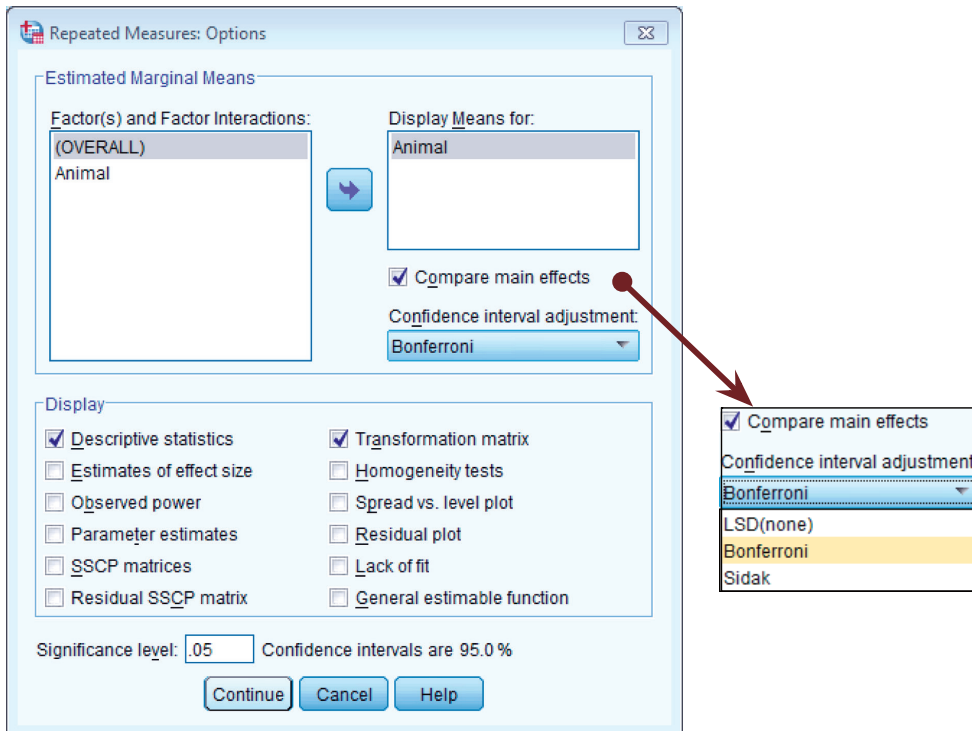 Repeated Measures: Options
Estimated Marginal Means
Factor(s) and Factor Interactions:
(OVERALL)
Animal
Display Means for:
Animal
Compare main effects
Confidence interval adjustment:
Bonferroni
Display
Descriptive statistics
Transformation matrix
Estimates of effect size
Homogeneity tests
Observed power
Spread vs. level plot
Parameter estimates
Residual plot
SSCP matrices
Lack of fit
Residual SSCP matrix
General estimable function
Significance level: .05 Confidence intervals are 95.0 %
Continue Cancel Help
Compare main effects
Confidence interval adjustment
Bonferroni
LSD(none)
Bonferroni
Sidak